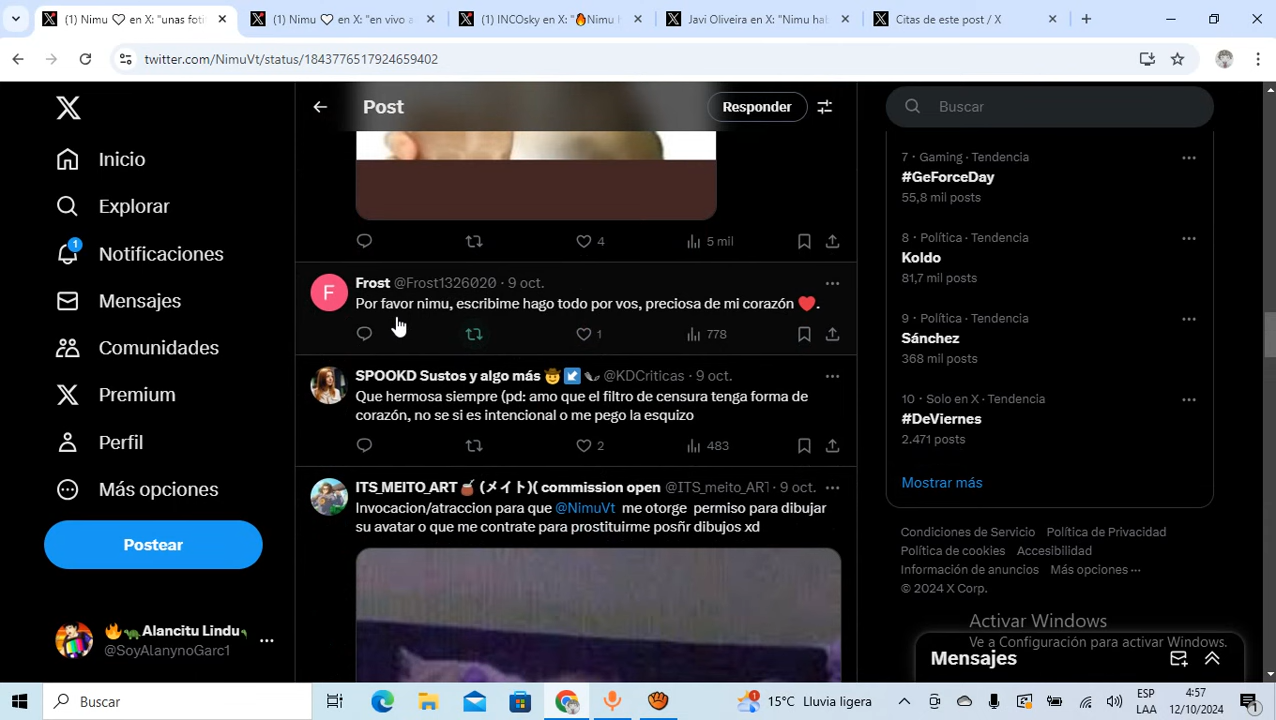 (1) Nimu ♡ en X: "unas foti
(1) Nimu ♡ en X: "en vivo a
(1) INCOsky en X: "🔥Nimu h
Javi Oliveira en X: "Nimu hab
Citas de este post / X
twitter.com/NimuVt/status/1843776517924659402
Post
Responder
Buscar
Inicio
Explorar
1
Notificaciones
Mensajes
Comunidades
Premium
Perfil
Más opciones
Postear
🔥🐢Alancitu Lindu
@SoyAlanynoGarc1
4
5 mil
F
Frost @Frost1326020 · 9 oct.
Por favor nimu, escribime hago todo por vos, preciosa de mi corazón ❤️.
1
778
SPOOKD Sustos y algo más 🤠↙️ @KDCriticas · 9 oct.
Que hermosa siempre (pd: amo que el filtro de censura tenga forma de
corazón, no se si es intencional o me pego la esquizo
2
483
ITS_MEITO_ART🧉(メイト)( commission open @ITS_meito_ART · 9 oct.
Invocacion/atraccion para que @NimuVt me otorge permiso para dibujar
su avatar o que me contrate para prostituirme posñr dibujos xd
7 · Gaming · Tendencia
#GeForceDay
55,8 mil posts
8 · Política · Tendencia
Koldo
81,7 mil posts
9 · Política · Tendencia
Sánchez
368 mil posts
10 · Solo en X · Tendencia
#DeViernes
2.471 posts
Mostrar más
Condiciones de Servicio Política de Privacidad
Política de cookies Accesibilidad
Información de anuncios Más opciones ···
© 2024 X Corp.
Activar Windows
Ve a Configuración para activar Windows.
Mensajes
Buscar
1
15°C Lluvia ligera
ESP
LAA
4:57
12/10/2024
1